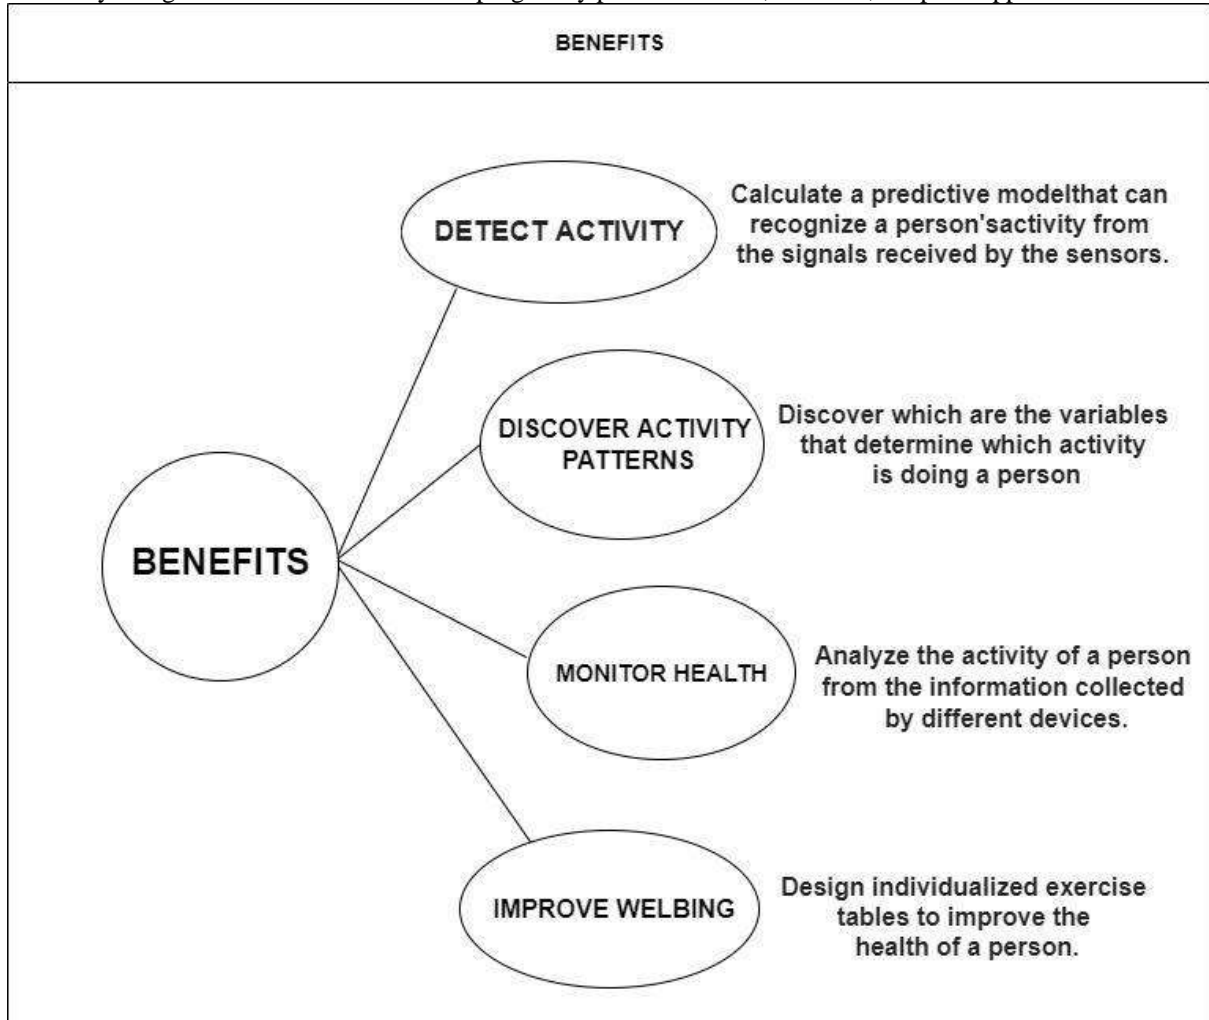 BENEFITS
DETECT ACTIVITY
Calculate a predictive modelthat can
recognize a person'sactivity from
the signals received by the sensors.
DISCOVER ACTIVITY
PATTERNS
Discover which are the variables
that determine which activity
is doing a person
BENEFITS
MONITOR HEALTH
Analyze the activity of a person
from the information collected
by different devices.
IMPROVE WELBING
Design individualized exercise
tables to improve the
health of a person.